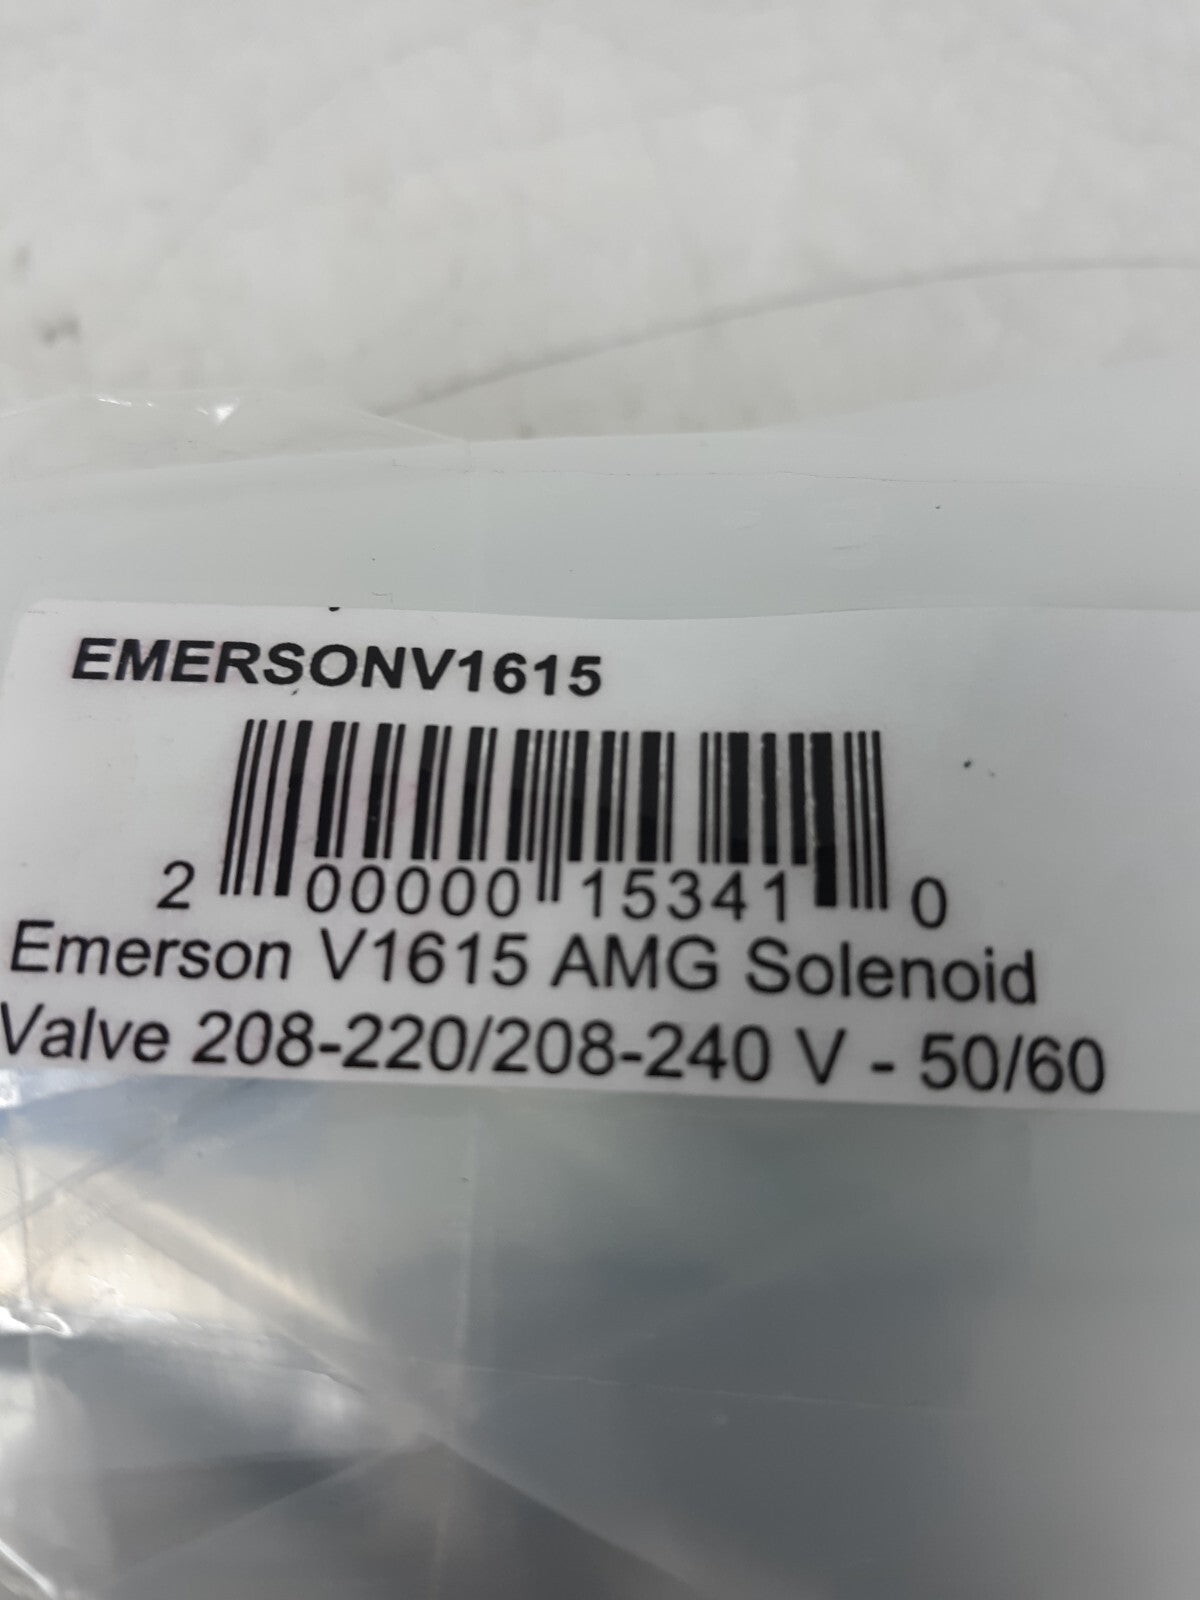 EMERSONV1615
2 00000 15341 0
Emerson V1615 AMG Solenoid
Valve 208-220/208-240 V - 50/60